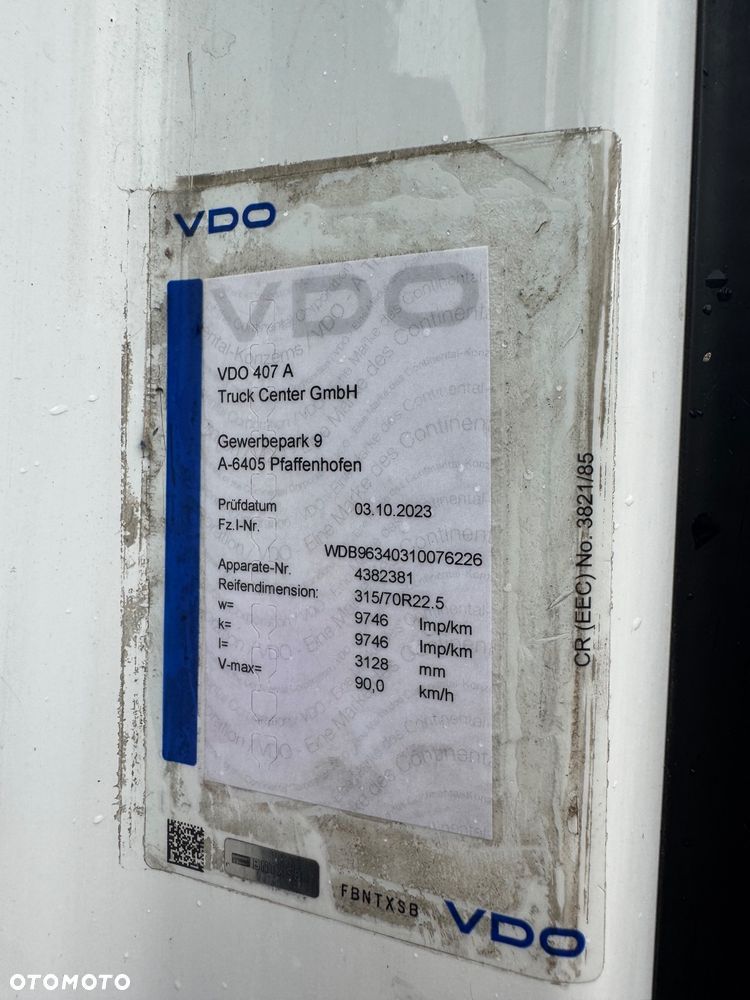 VDO
VDO
VDO 407 A
Truck Center GmbH
Gewerbepark 9
A-6405 Pfaffenhofen
Prüfdatum 03.10.2023
Fz.I-Nr.
WDB96340310076226
Apparate-Nr. 4382381
Reifendimension: 315/70R22.5
w= 9746 Imp/km
k= 9746 Imp/km
l= 3128 mm
V-max= 90,0 km/h
CR (EEC) No. 3821/85
FBNTXSB
VDO
OTOMOTO